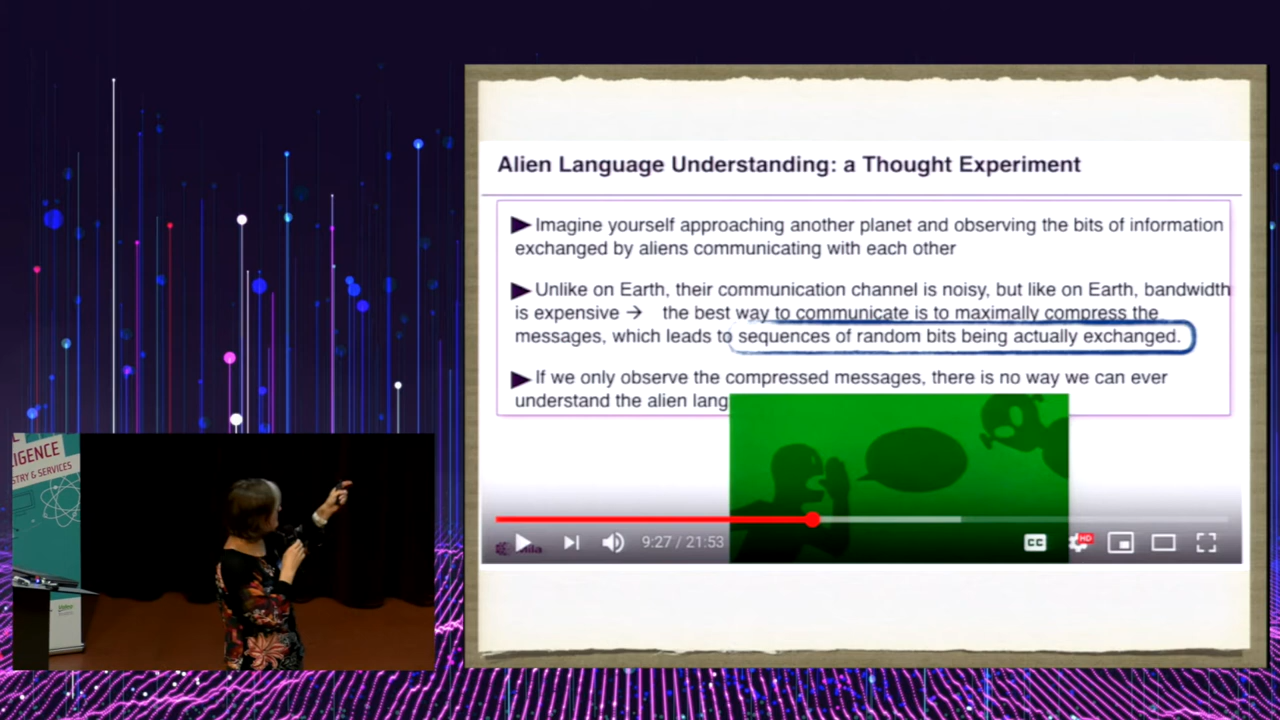 Alien Language Understanding: a Thought Experiment
▶ Imagine yourself approaching another planet and observing the bits of information
exchanged by aliens communicating with each other
▶ Unlike on Earth, their communication channel is noisy, but like on Earth, bandwidth
is expensive → the best way to communicate is to maximally compress the
messages, which leads to sequences of random bits being actually exchanged.
▶ If we only observe the compressed messages, there is no way we can ever
understand the alien lang
9:27 / 21:53
CC
HD
IGENCE
STRY & SERVICES